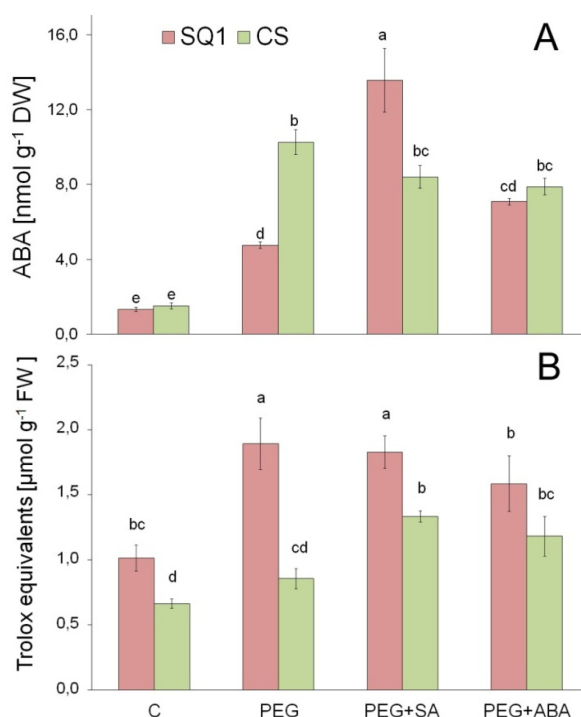 A
SQ1 CS
ABA [nmol g⁻¹ DW]
16,0
12,0
8,0
4,0
0,0
e e
d b
a bc
cd bc
B
Trolox equivalents [µmol g⁻¹ FW ]
2,5
2,0
1,5
1,0
0,5
0,0
bc d
a cd
a b
b bc
C PEG PEG+SA PEG+ABA